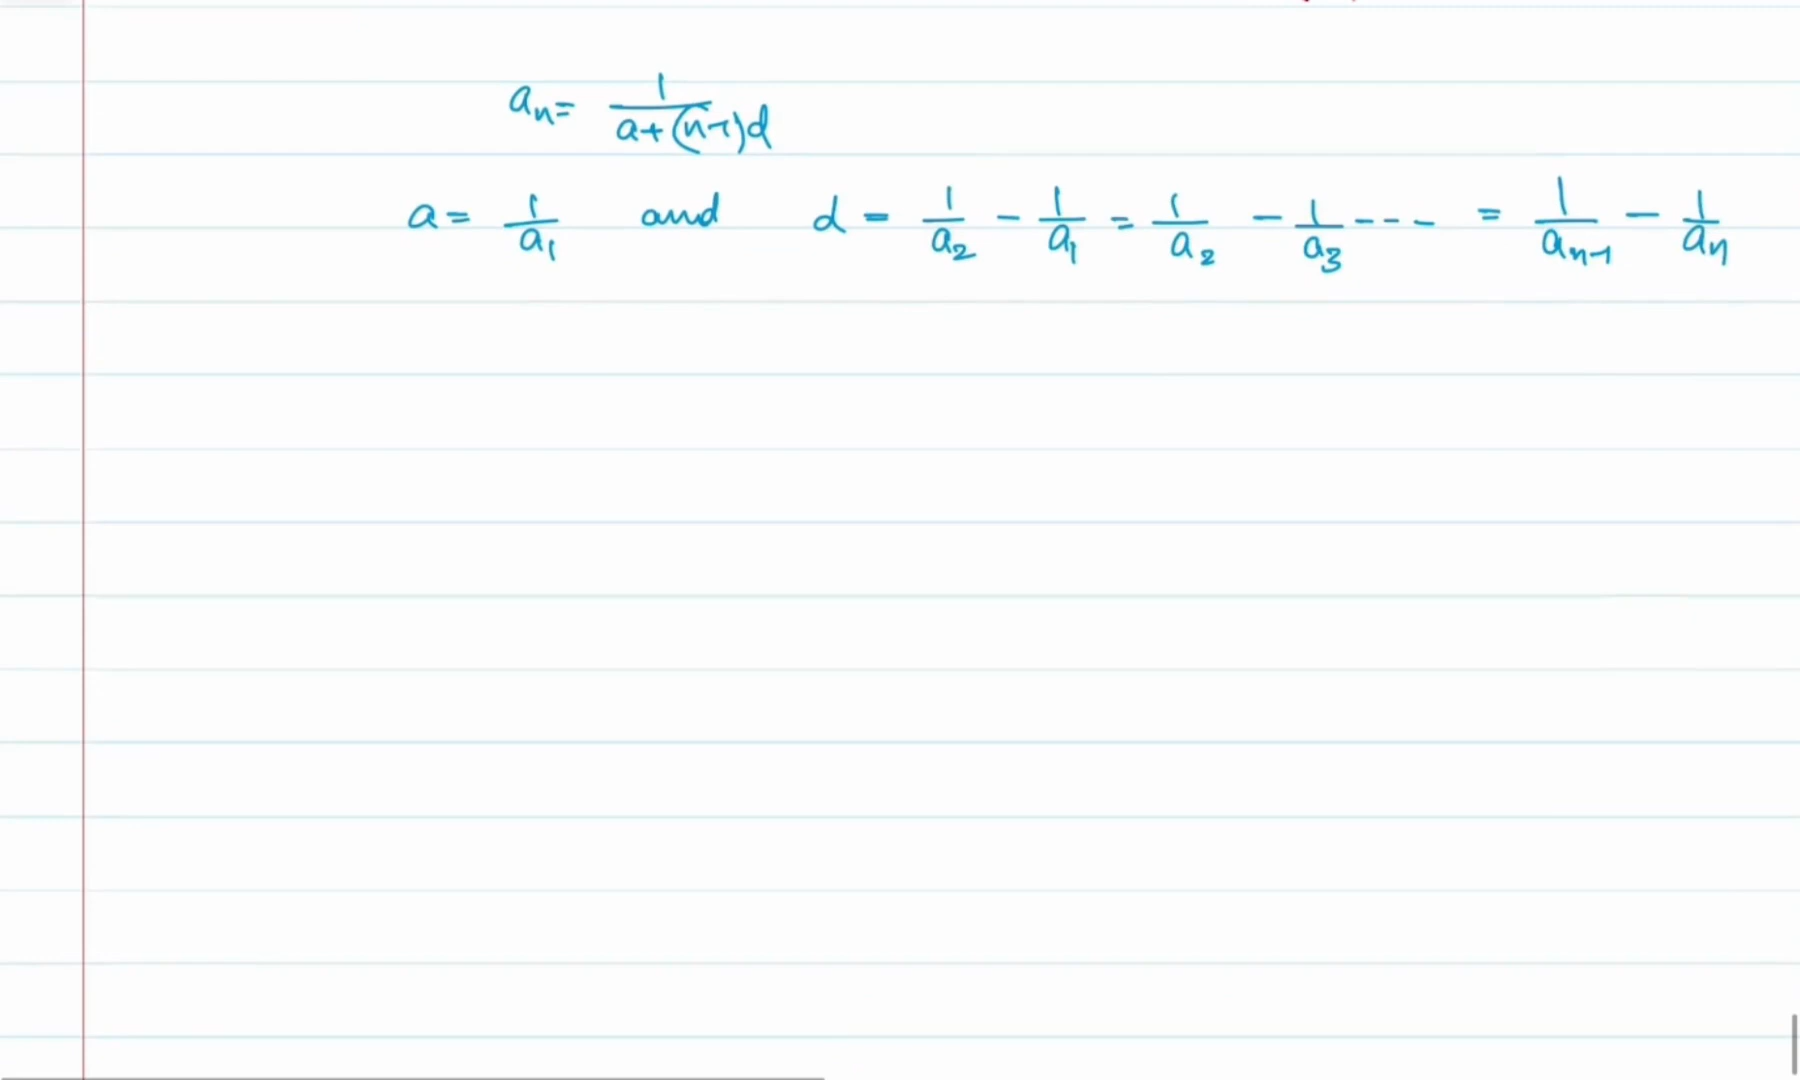 aₙ = 1/(a+(n-1)d)
a = 1/a₁ and d = 1/a₂ - 1/a₁ = 1/a₂ - 1/a₃ ---- = 1/aₙ₋₁ - 1/aₙ